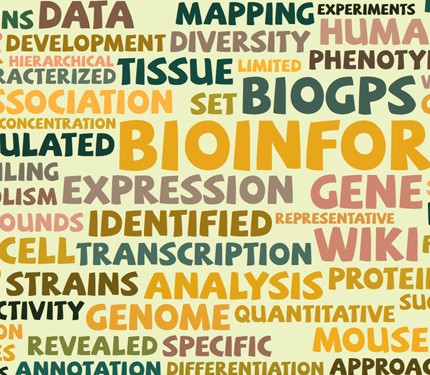 NS DATA MAPPING EXPERIMENTS
DEVELOPMENT DIVERSITY HUMA
HIERARCHICAL
RACTERIZED TISSUE LIMITED PHENOTY
SSOCIATION SET BIOGPS
CONCENTRATION
ULATED BIOINFOR
ILING
OLISM EXPRESSION GENE
OUNDS IDENTIFIED REPRESENTATIVE
CELL TRANSCRIPTION WIKI
STRAINS ANALYSIS PROTEI
CTIVITY GENOME QUANTITATIVE SU
ON REVEALED SPECIFIC MOUSE
ES
S ANNOTATION DIFFERENTIATION APPROAC